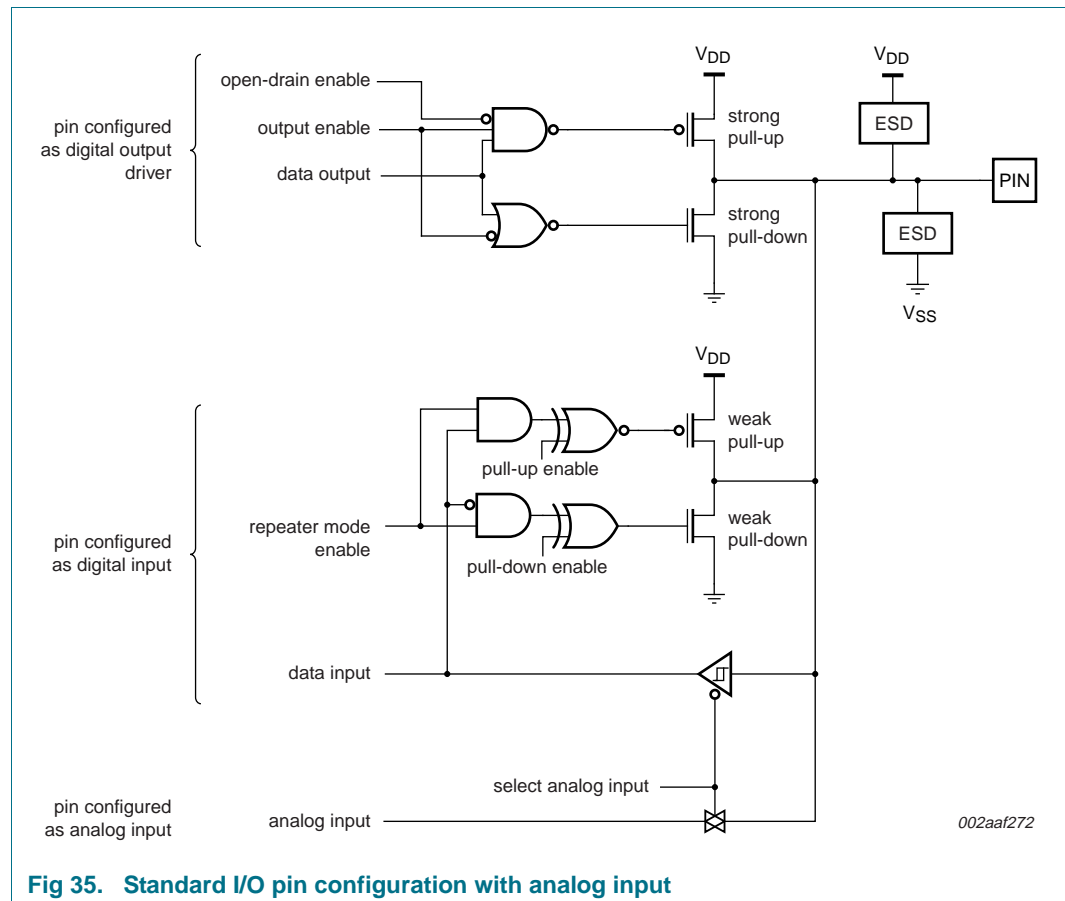 VDD
VDD
open-drain enable
strong
pull-up
ESD
pin configured
as digital output
driver
output enable
data output
PIN
strong
pull-down
ESD
VSS
VDD
weak
pull-up
pull-up enable
pin configured
as digital input
repeater mode
enable
weak
pull-down
pull-down enable
data input
select analog input
pin configured
as analog input
analog input
002aaf272
Fig 35. Standard I/O pin configuration with analog input